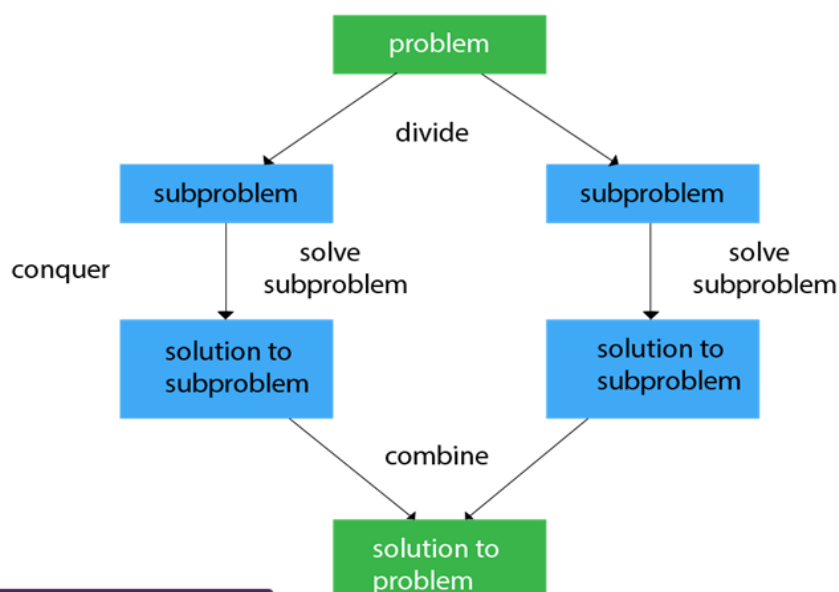 problem
divide
subproblem
subproblem
conquer
solve
subproblem
solve
subproblem
solution to
subproblem
solution to
subproblem
combine
solution to
problem